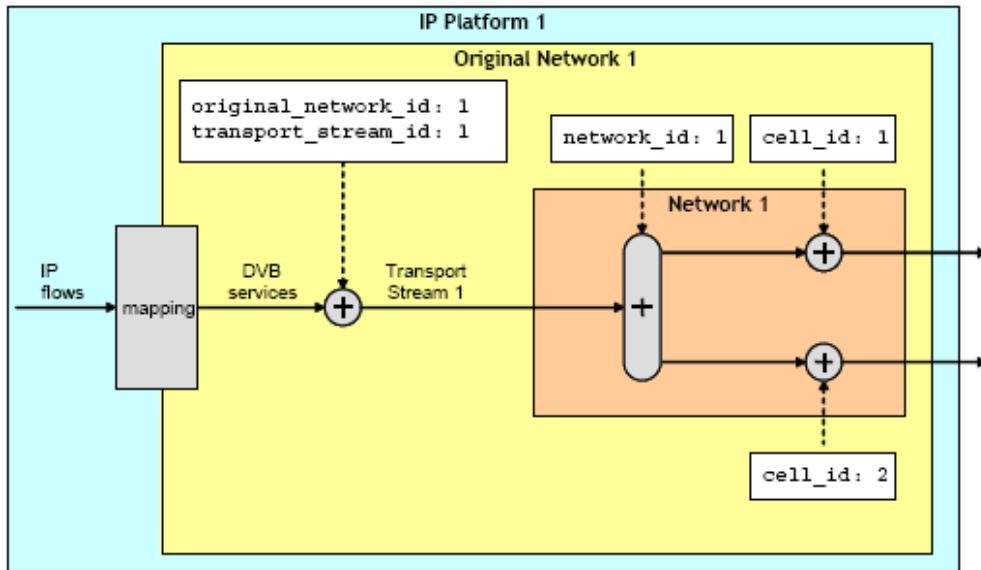 IP Platform 1
Original Network 1
original_network_id: 1
transport_stream_id: 1
network_id: 1
cell_id: 1
Network 1
IP
flows
mapping
DVB
services
Transport
Stream 1
+
+
+
+
cell_id: 2